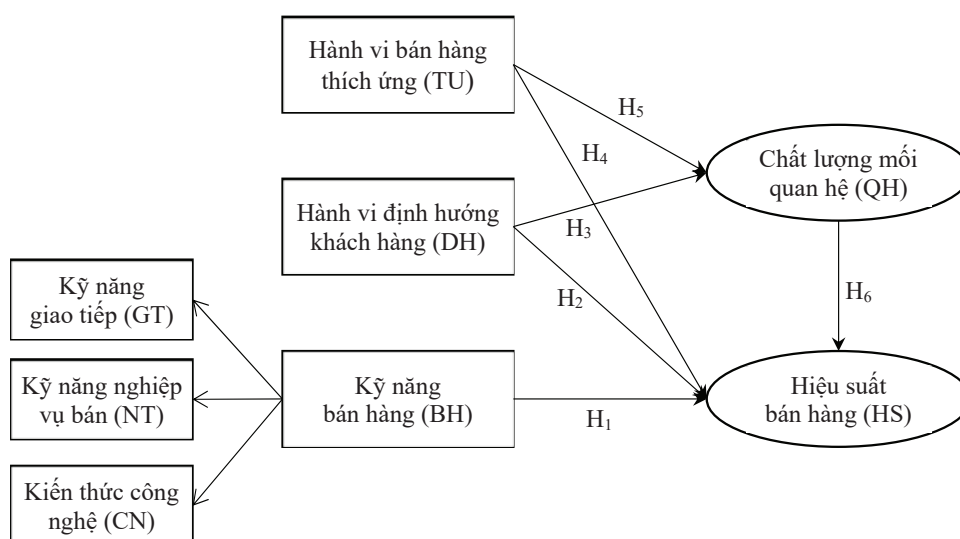 Hành vi bán hàng
thích ứng (TU)
H₅
H₄
Chất lượng mối
quan hệ (QH)
Hành vi định hướng
khách hàng (DH)
H₃
H₂
H₆
Kỹ năng
giao tiếp (GT)
Kỹ năng nghiệp
vụ bán (NT)
Kiến thức công
nghệ (CN)
Kỹ năng
bán hàng (BH)
H₁
Hiệu suất
bán hàng (HS)